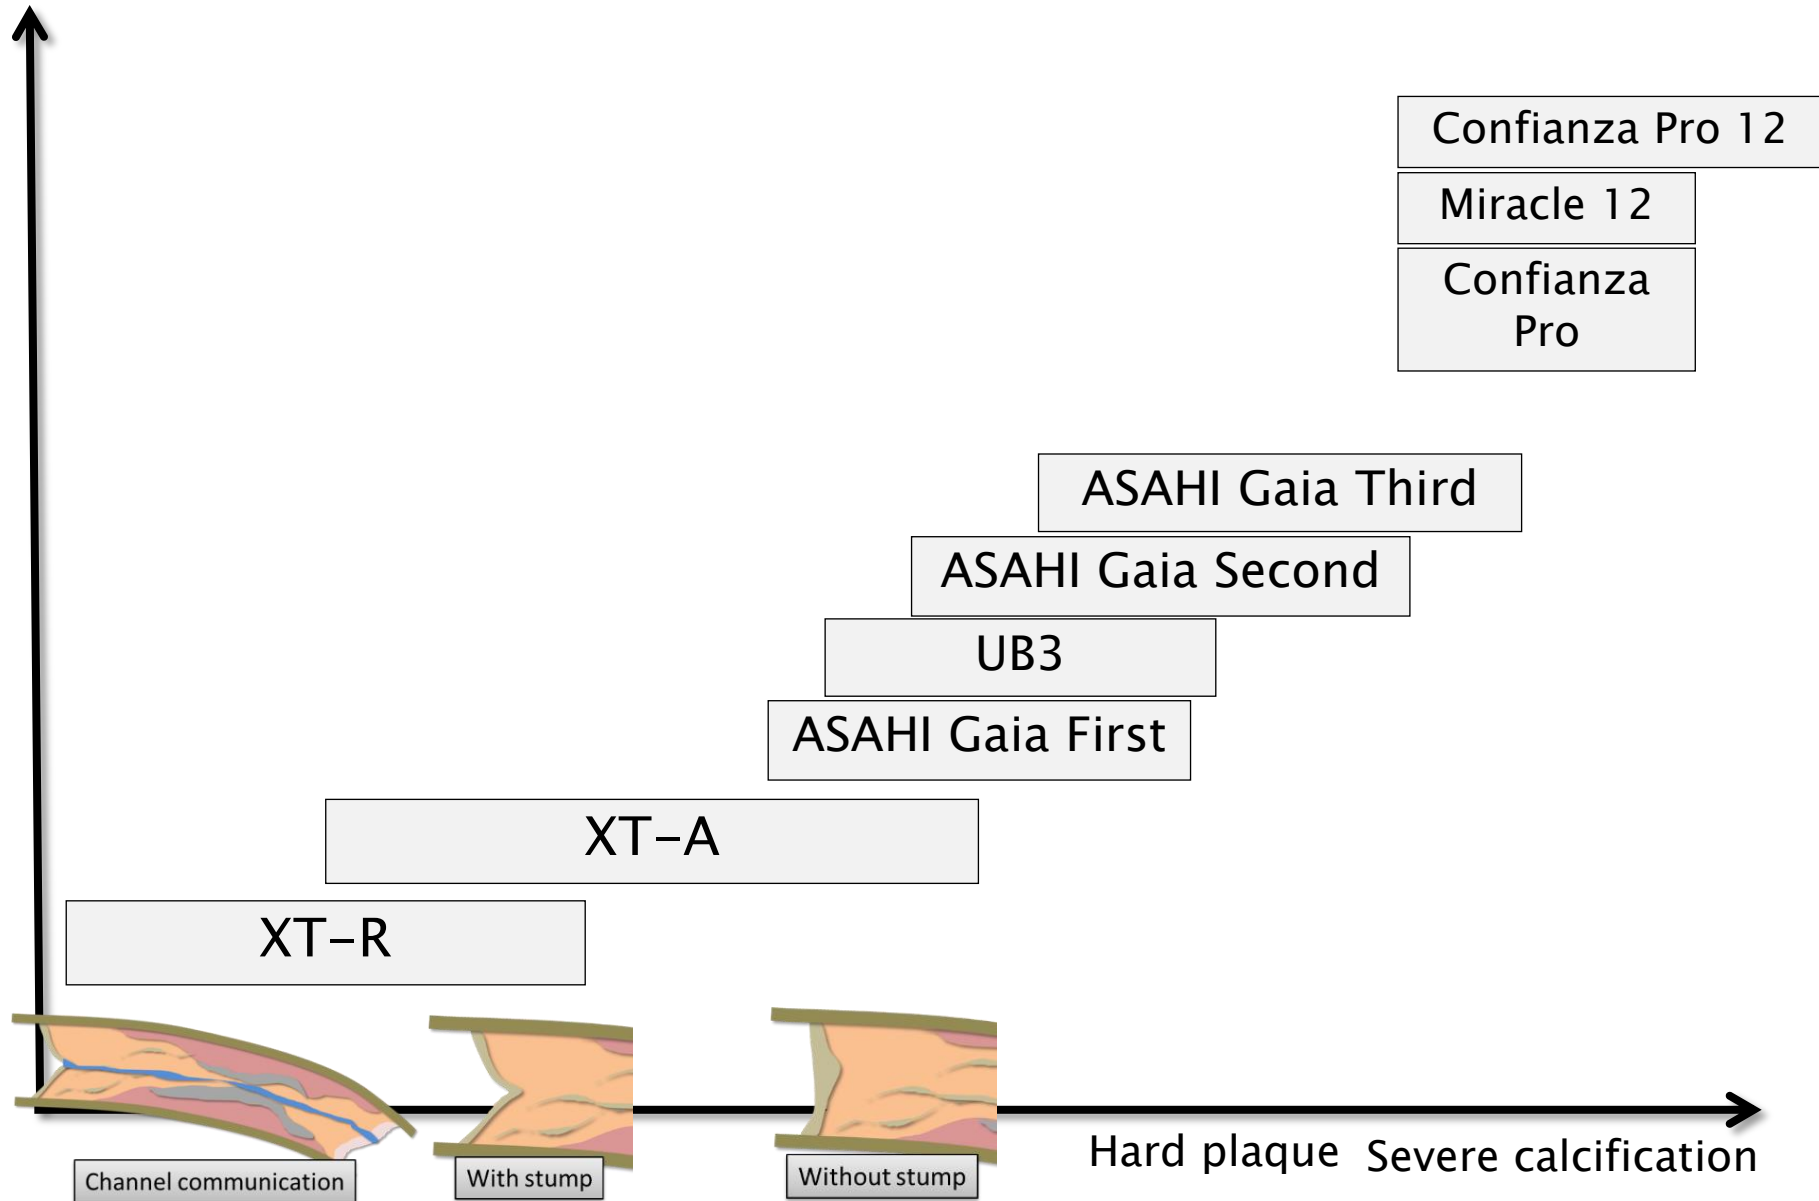 Confianza Pro 12
Miracle 12
Confianza
Pro
ASAHI Gaia Third
ASAHI Gaia Second
UB3
ASAHI Gaia First
XT-A
XT-R
Channel communication
With stump
Without stump
Hard plaque
Severe calcification